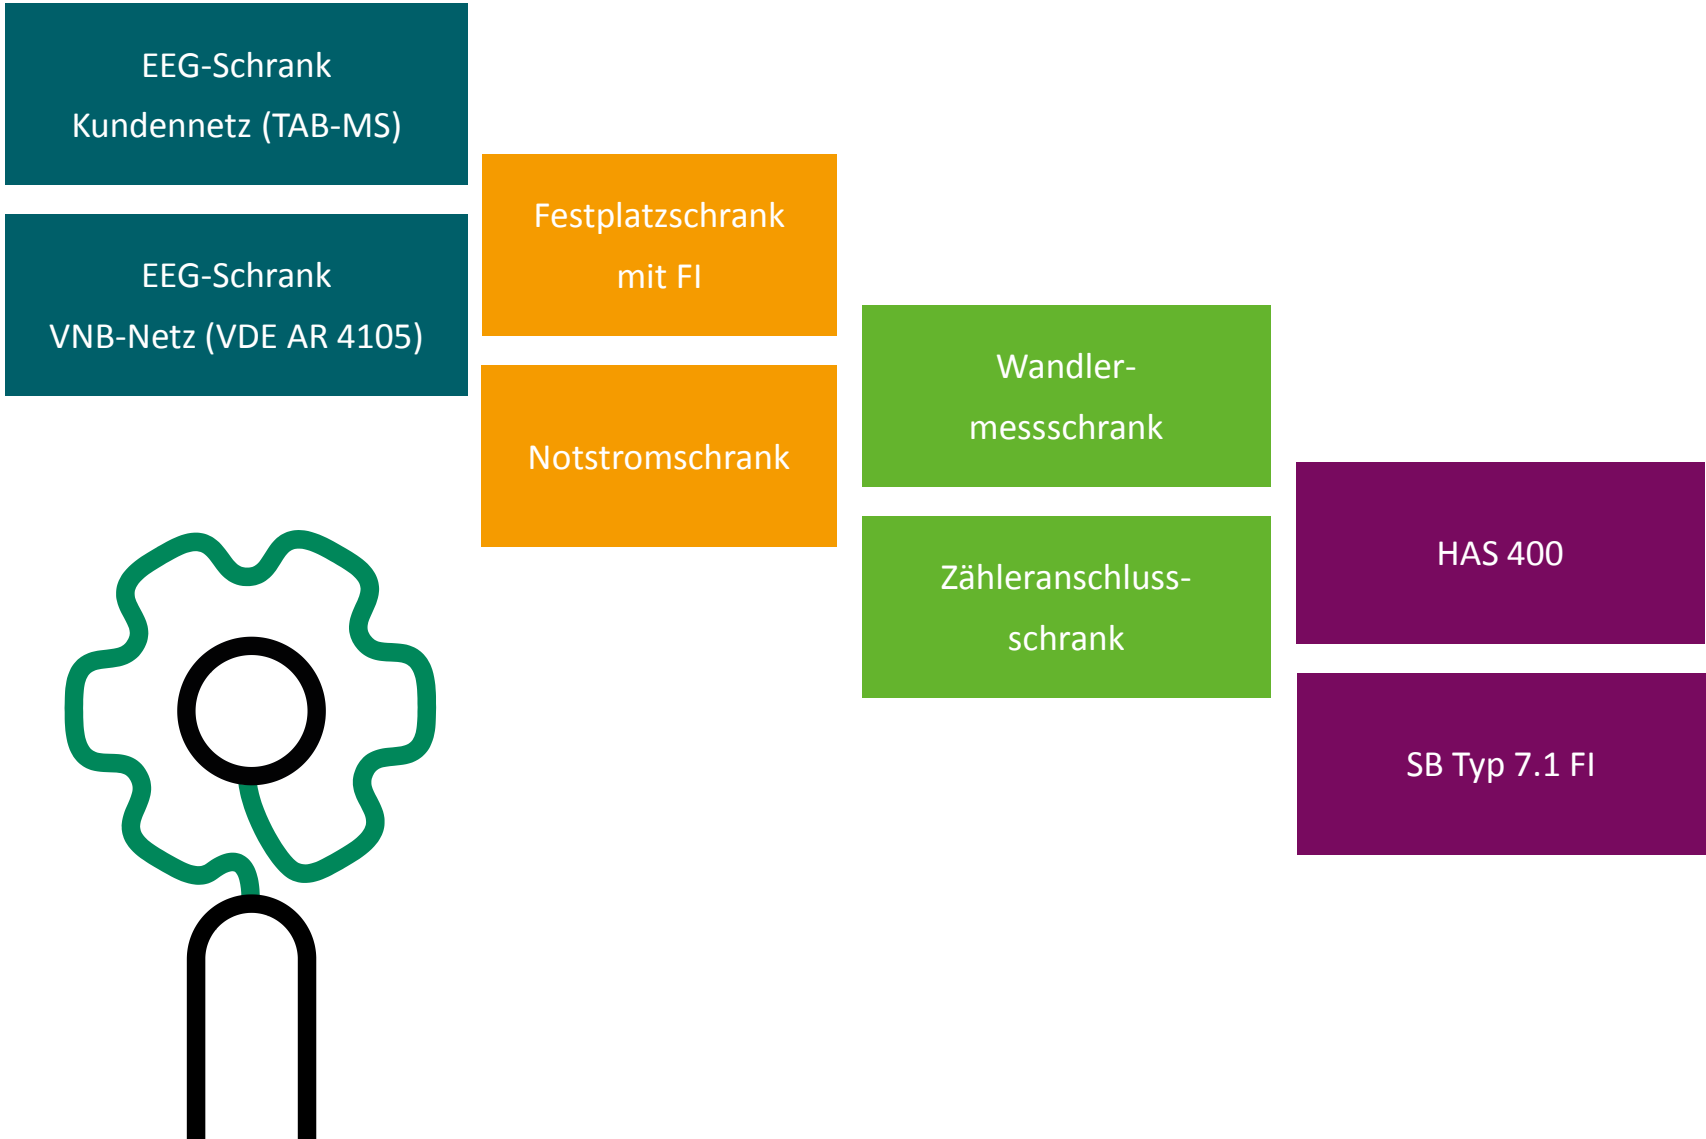 EEG-Schrank
Kundennetz (TAB-MS)
EEG-Schrank
VNB-Netz (VDE AR 4105)
Festplatzschrank
mit FI
Notstromschrank
Wandler-
messschrank
Zähleranschluss-
schrank
HAS 400
SB Typ 7.1 FI